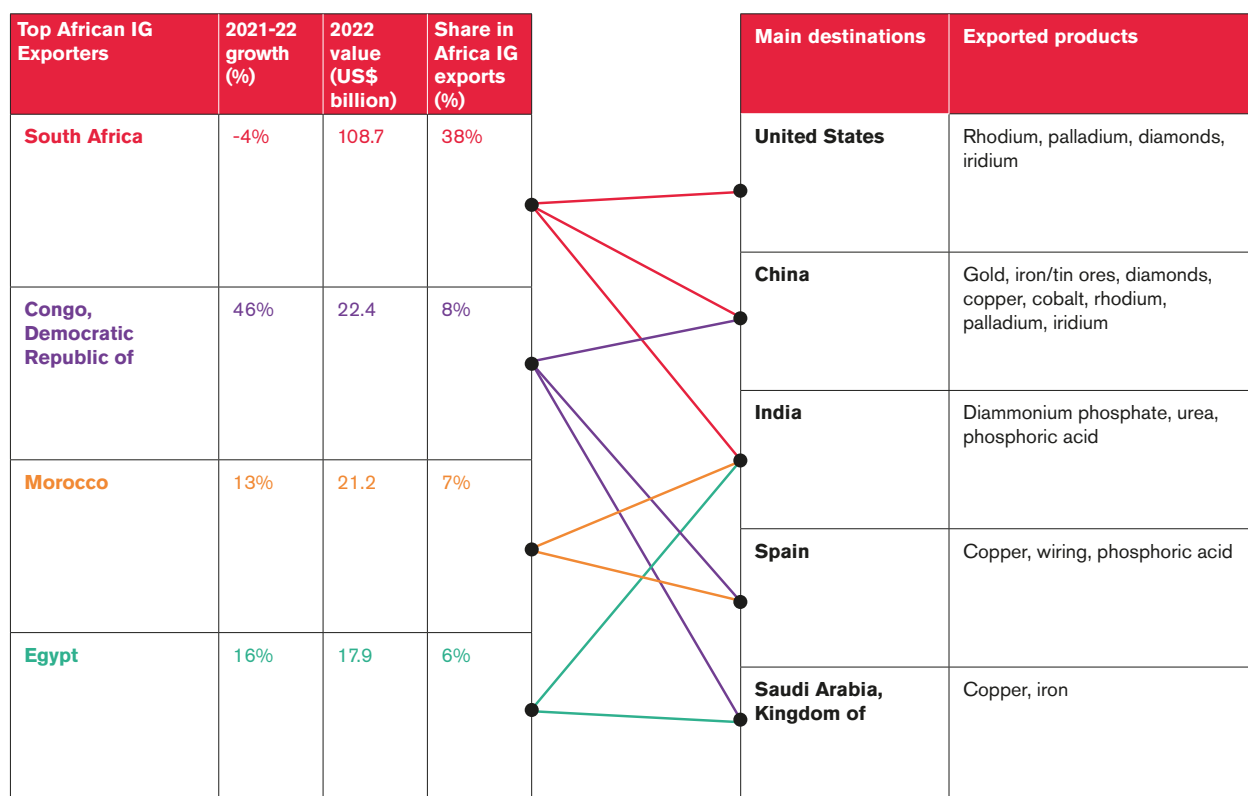 Top African IG
Exporters
2021-22
growth
(%)
2022
value
(US$
billion)
Share in
Africa IG
exports
(%)
South Africa
-4%
108.7
38%
Congo,
Democratic
Republic of
46%
22.4
8%
Morocco
13%
21.2
7%
Egypt
16%
17.9
6%
Main destinations
Exported products
United States
Rhodium, palladium, diamonds,
iridium
China
Gold, iron/tin ores, diamonds,
copper, cobalt, rhodium,
palladium, iridium
India
Diammonium phosphate, urea,
phosphoric acid
Spain
Copper, wiring, phosphoric acid
Saudi Arabia,
Kingdom of
Copper, iron